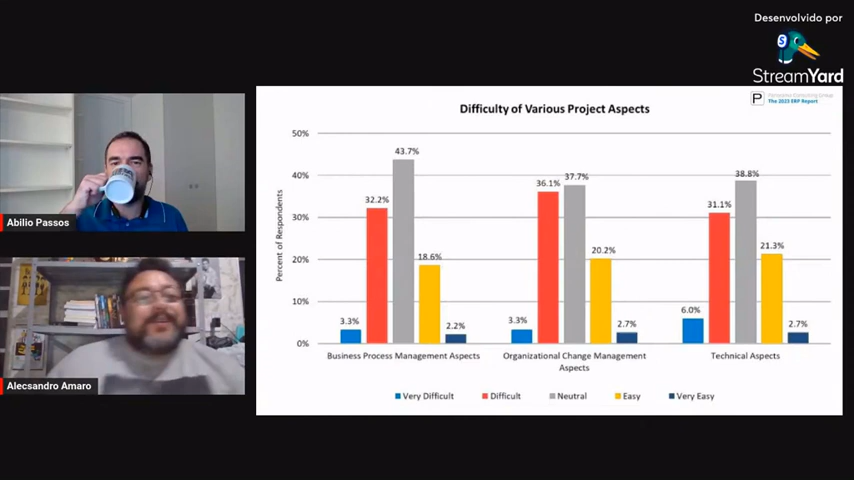 Desenvolvido por
StreamYard
Panorama Consulting Group
The 2023 ERP Report
Difficulty of Various Project Aspects
Percent of Respondents
50%
40%
30%
20%
10%
0%
3.3%
32.2%
43.7%
18.6%
2.2%
3.3%
36.1%
37.7%
20.2%
2.7%
6.0%
31.1%
38.8%
21.3%
2.7%
Business Process Management Aspects
Organizational Change Management
Aspects
Technical Aspects
Very Difficult
Difficult
Neutral
Easy
Very Easy
Abilio Passos
Alecsandro Amaro